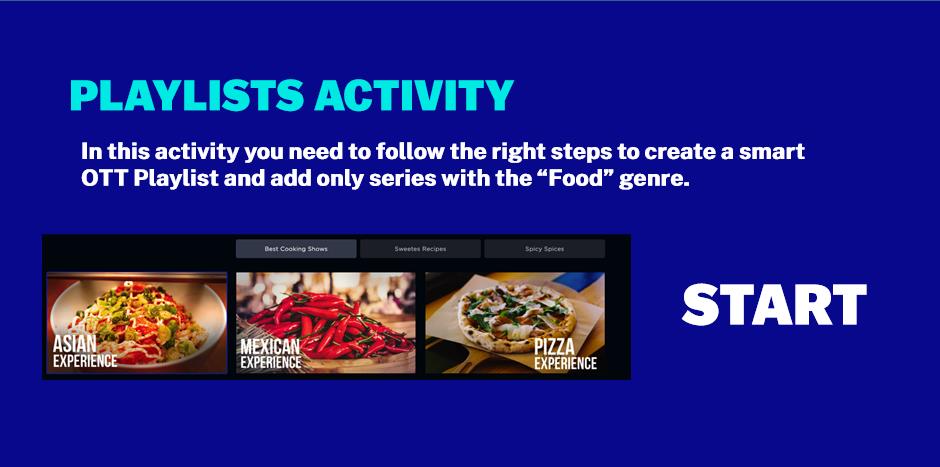 PLAYLISTS ACTIVITY
In this activity you need to follow the right steps to create a smart
OTT Playlist and add only series with the “Food” genre.
Best Cooking Shows
Sweetes Recipes
Spicy Spices
ASIAN
EXPERIENCE
MEXICAN
EXPERIENCE
PIZZA
EXPERIENCE
START